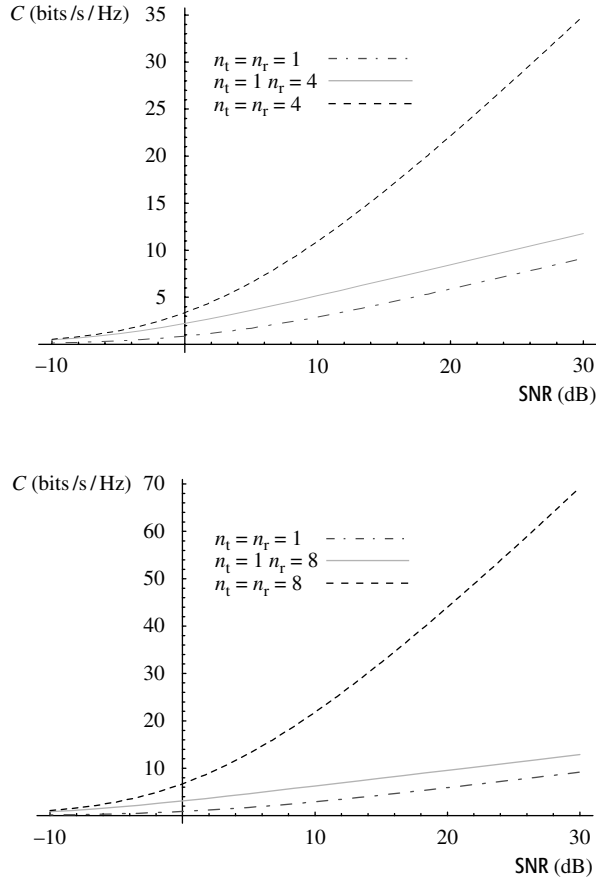 C (bits/s/Hz)
35
30
25
20
15
10
5
n_t = n_r = 1
n_t = 1 n_r = 4
n_t = n_r = 4
–10
10
20
30
SNR (dB)
C (bits/s/Hz)
70
60
50
40
30
20
10
n_t = n_r = 1
n_t = 1 n_r = 8
n_t = n_r = 8
–10
10
20
30
SNR (dB)